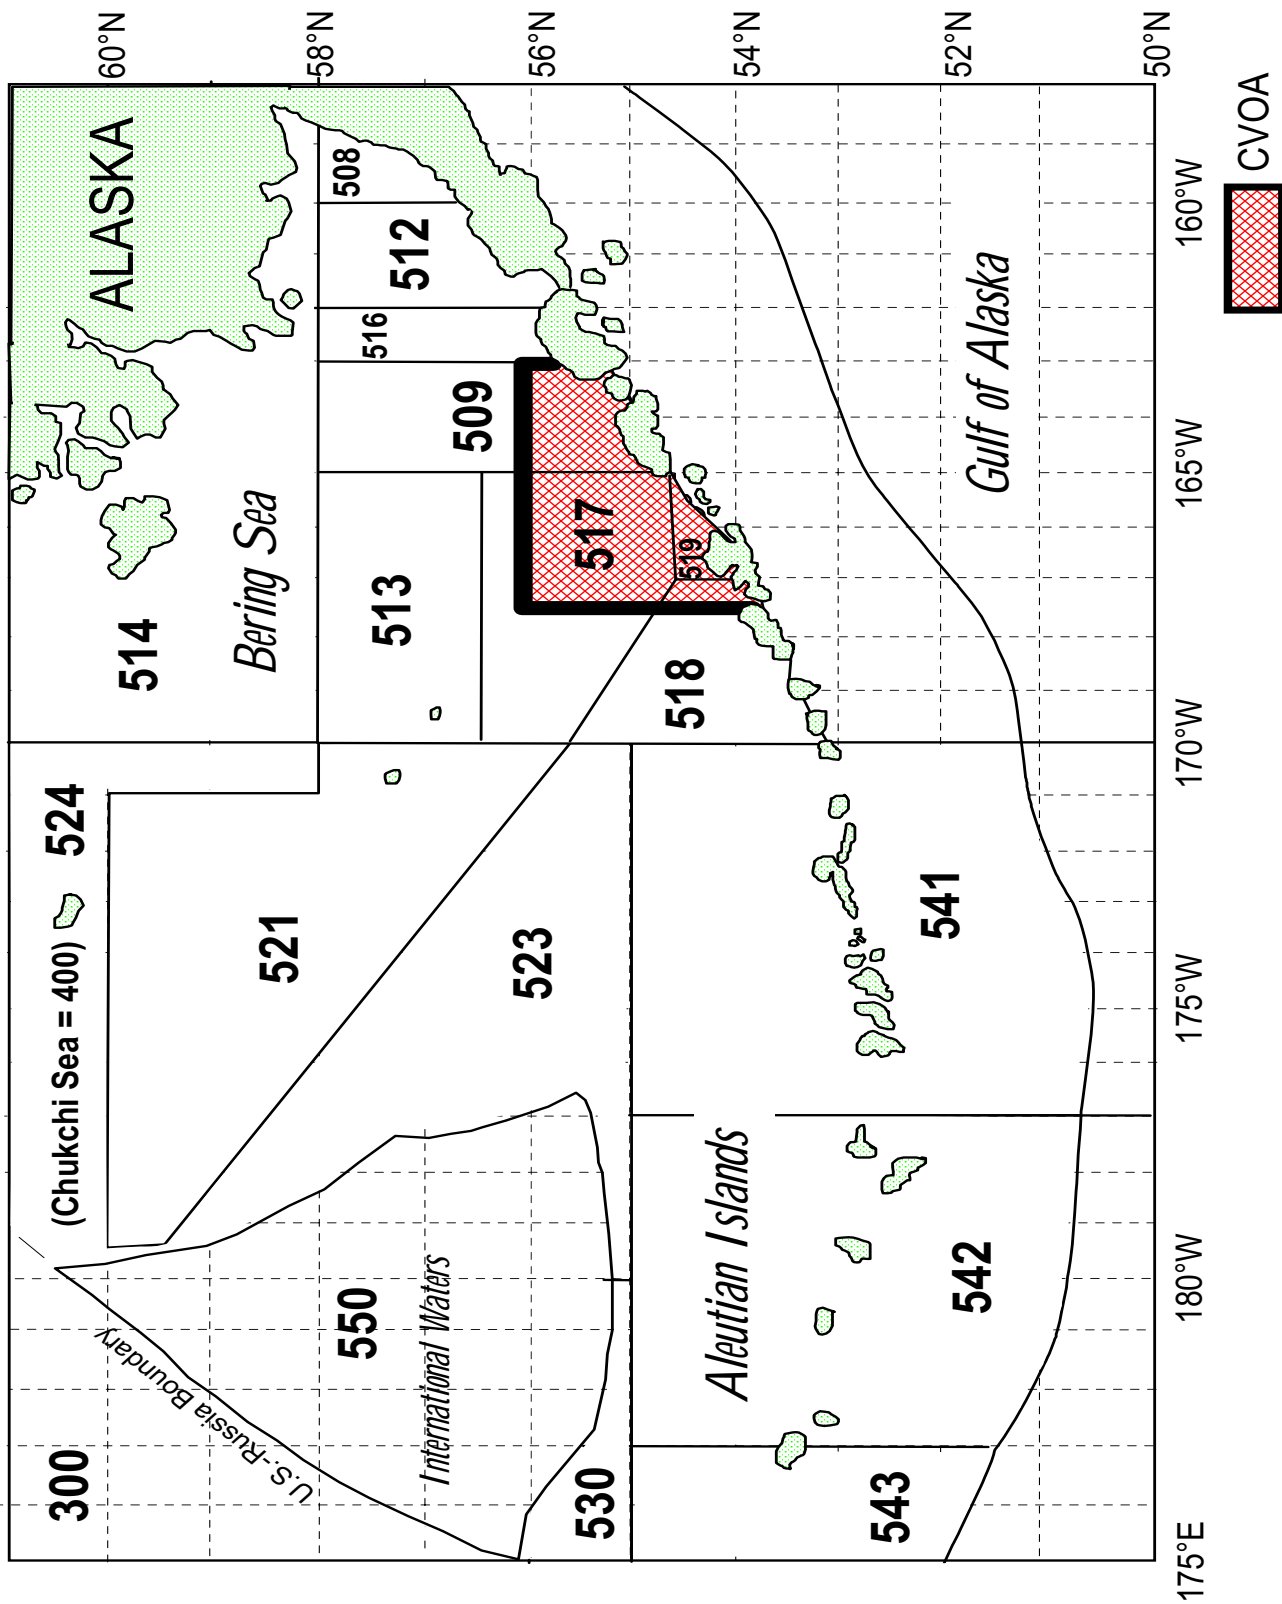 300
(Chukchi Sea = 400) 524
ALASKA
60°N
514
U.S.-Russia Boundary
Bering Sea
521
58°N
508
550
516
513
512
International Waters
509
523
56°N
530
517
518
519
Aleutian Islands
54°N
543
541
52°N
542
Gulf of Alaska
50°N
175°E
180°W
175°W
170°W
165°W
160°W
CVOA